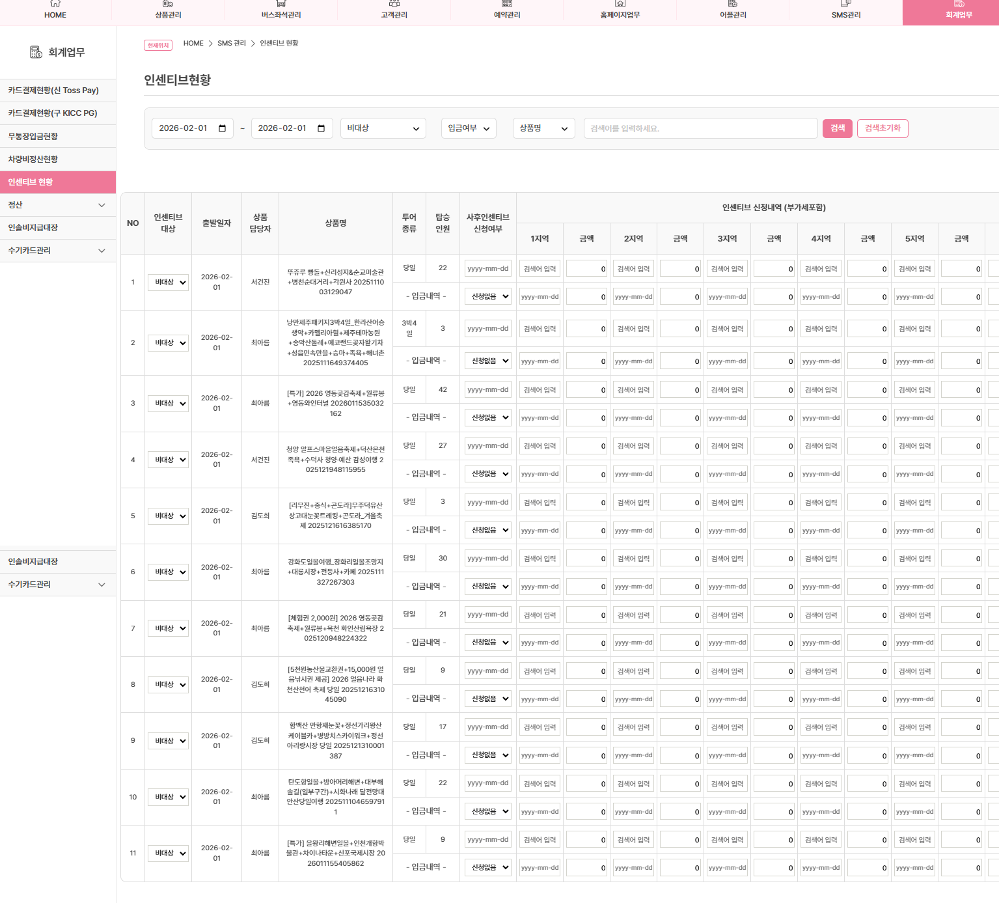 HOME 상품관리 버스좌석관리 고객관리 예약관리 홈페이지업무 어플관리 SMS관리 회계업무
회계업무
카드결제현황(신 Toss Pay)
카드결제현황(구 KICC PG)
무통장입금현황
차량비정산현황
인센티브 현황
정산
인솔비지급대장
수기카드관리
인솔비지급대장
수기카드관리
현재위치 HOME > SMS 관리 > 인센티브 현황
인센티브현황
2026-02-01 ~ 2026-02-01 비대상 입금여부 상품명 검색어를 입력하세요. 검색 검색초기화
NO 인센티브 대상 출발일자 상품 담당자 상품명 투어 종류 탑승 인원 사후인센티브 신청여부 인센티브 신청내역 (부가세포함)
1지역 금액 2지역 금액 3지역 금액 4지역 금액 5지역 금액
1 비대상 2026-02-01 서건진
뚜쥬루 빵돌+신리성지&순교미술관
+병천순대거리+각원사 20251110
03129047
당일 22 yyyy-mm-dd 검색어 입력 0 검색어 입력 0 검색어 입력 0 검색어 입력 0 검색어 입력 0
- 입금내역 - 신청없음 yyyy-mm-dd 0 yyyy-mm-dd 0 yyyy-mm-dd 0 yyyy-mm-dd 0 yyyy-mm-dd 0
2 비대상 2026-02-01 최아름
낭만제주패키지3박4일_한라산어승
생악+카멜리아힐+제주테마농원
+송악산둘레+에코랜드곶자왈기차
+성읍민속마을+승마+족욕+해녀촌
2025111649374405
3박4일 3 yyyy-mm-dd 검색어 입력 0 검색어 입력 0 검색어 입력 0 검색어 입력 0 검색어 입력 0
- 입금내역 - 신청없음 yyyy-mm-dd 0 yyyy-mm-dd 0 yyyy-mm-dd 0 yyyy-mm-dd 0 yyyy-mm-dd 0
3 비대상 2026-02-01 최아름
[특가] 2026 영동곶감축제+월류봉
+영동와인터널 2026011535032
162
당일 42 yyyy-mm-dd 검색어 입력 0 검색어 입력 0 검색어 입력 0 검색어 입력 0 검색어 입력 0
- 입금내역 - 신청없음 yyyy-mm-dd 0 yyyy-mm-dd 0 yyyy-mm-dd 0 yyyy-mm-dd 0 yyyy-mm-dd 0
4 비대상 2026-02-01 서건진
청양 알프스마을얼음축제+덕산온천
족욕+수덕사 청양·예산 감성여행 2
025121948115955
당일 27 yyyy-mm-dd 검색어 입력 0 검색어 입력 0 검색어 입력 0 검색어 입력 0 검색어 입력 0
- 입금내역 - 신청없음 yyyy-mm-dd 0 yyyy-mm-dd 0 yyyy-mm-dd 0 yyyy-mm-dd 0 yyyy-mm-dd 0
5 비대상 2026-02-01 김도희
[리무진+중식+곤도라]무주덕유산
상고대눈꽃트레킹+곤도라_겨울축
제 2025121616385170
당일 3 yyyy-mm-dd 검색어 입력 0 검색어 입력 0 검색어 입력 0 검색어 입력 0 검색어 입력 0
- 입금내역 - 신청없음 yyyy-mm-dd 0 yyyy-mm-dd 0 yyyy-mm-dd 0 yyyy-mm-dd 0 yyyy-mm-dd 0
6 비대상 2026-02-01 최아름
강화도일몰여행_장화리일몰조망지
+대룡시장+전등사+카페 2025111
327267303
당일 30 yyyy-mm-dd 검색어 입력 0 검색어 입력 0 검색어 입력 0 검색어 입력 0 검색어 입력 0
- 입금내역 - 신청없음 yyyy-mm-dd 0 yyyy-mm-dd 0 yyyy-mm-dd 0 yyyy-mm-dd 0 yyyy-mm-dd 0
7 비대상 2026-02-01 최아름
[체험권 2,000원] 2026 영동곶감
축제+월류봉+옥천 화인산림욕장 2
025120948224322
당일 21 yyyy-mm-dd 검색어 입력 0 검색어 입력 0 검색어 입력 0 검색어 입력 0 검색어 입력 0
- 입금내역 - 신청없음 yyyy-mm-dd 0 yyyy-mm-dd 0 yyyy-mm-dd 0 yyyy-mm-dd 0 yyyy-mm-dd 0
8 비대상 2026-02-01 김도희
[5천원농산물교환권+15,000원 얼
음낚시권 제공] 2026 얼음나라 화
천산천어 축제 당일 20251216310
45090
당일 9 yyyy-mm-dd 검색어 입력 0 검색어 입력 0 검색어 입력 0 검색어 입력 0 검색어 입력 0
- 입금내역 - 신청없음 yyyy-mm-dd 0 yyyy-mm-dd 0 yyyy-mm-dd 0 yyyy-mm-dd 0 yyyy-mm-dd 0
9 비대상 2026-02-01 김도희
함백산 만항재눈꽃+정선가리왕산
케이블카+병방치스카이워크+정선
아리랑시장 당일 2025121310001
387
당일 17 yyyy-mm-dd 검색어 입력 0 검색어 입력 0 검색어 입력 0 검색어 입력 0 검색어 입력 0
- 입금내역 - 신청없음 yyyy-mm-dd 0 yyyy-mm-dd 0 yyyy-mm-dd 0 yyyy-mm-dd 0 yyyy-mm-dd 0
10 비대상 2026-02-01 최아름
탄도항일몰+방아머리해변+대부해
솔길(일부구간)+시화나래 달전망대
안산당일여행 202511104659791
1
당일 22 yyyy-mm-dd 검색어 입력 0 검색어 입력 0 검색어 입력 0 검색어 입력 0 검색어 입력 0
- 입금내역 - 신청없음 yyyy-mm-dd 0 yyyy-mm-dd 0 yyyy-mm-dd 0 yyyy-mm-dd 0 yyyy-mm-dd 0
11 비대상 2026-02-01 최아름
[특가] 을왕리해변일몰+인천개항박
물관+차이나타운+신포국제시장 20
26011155405862
당일 9 yyyy-mm-dd 검색어 입력 0 검색어 입력 0 검색어 입력 0 검색어 입력 0 검색어 입력 0
- 입금내역 - 신청없음 yyyy-mm-dd 0 yyyy-mm-dd 0 yyyy-mm-dd 0 yyyy-mm-dd 0 yyyy-mm-dd 0